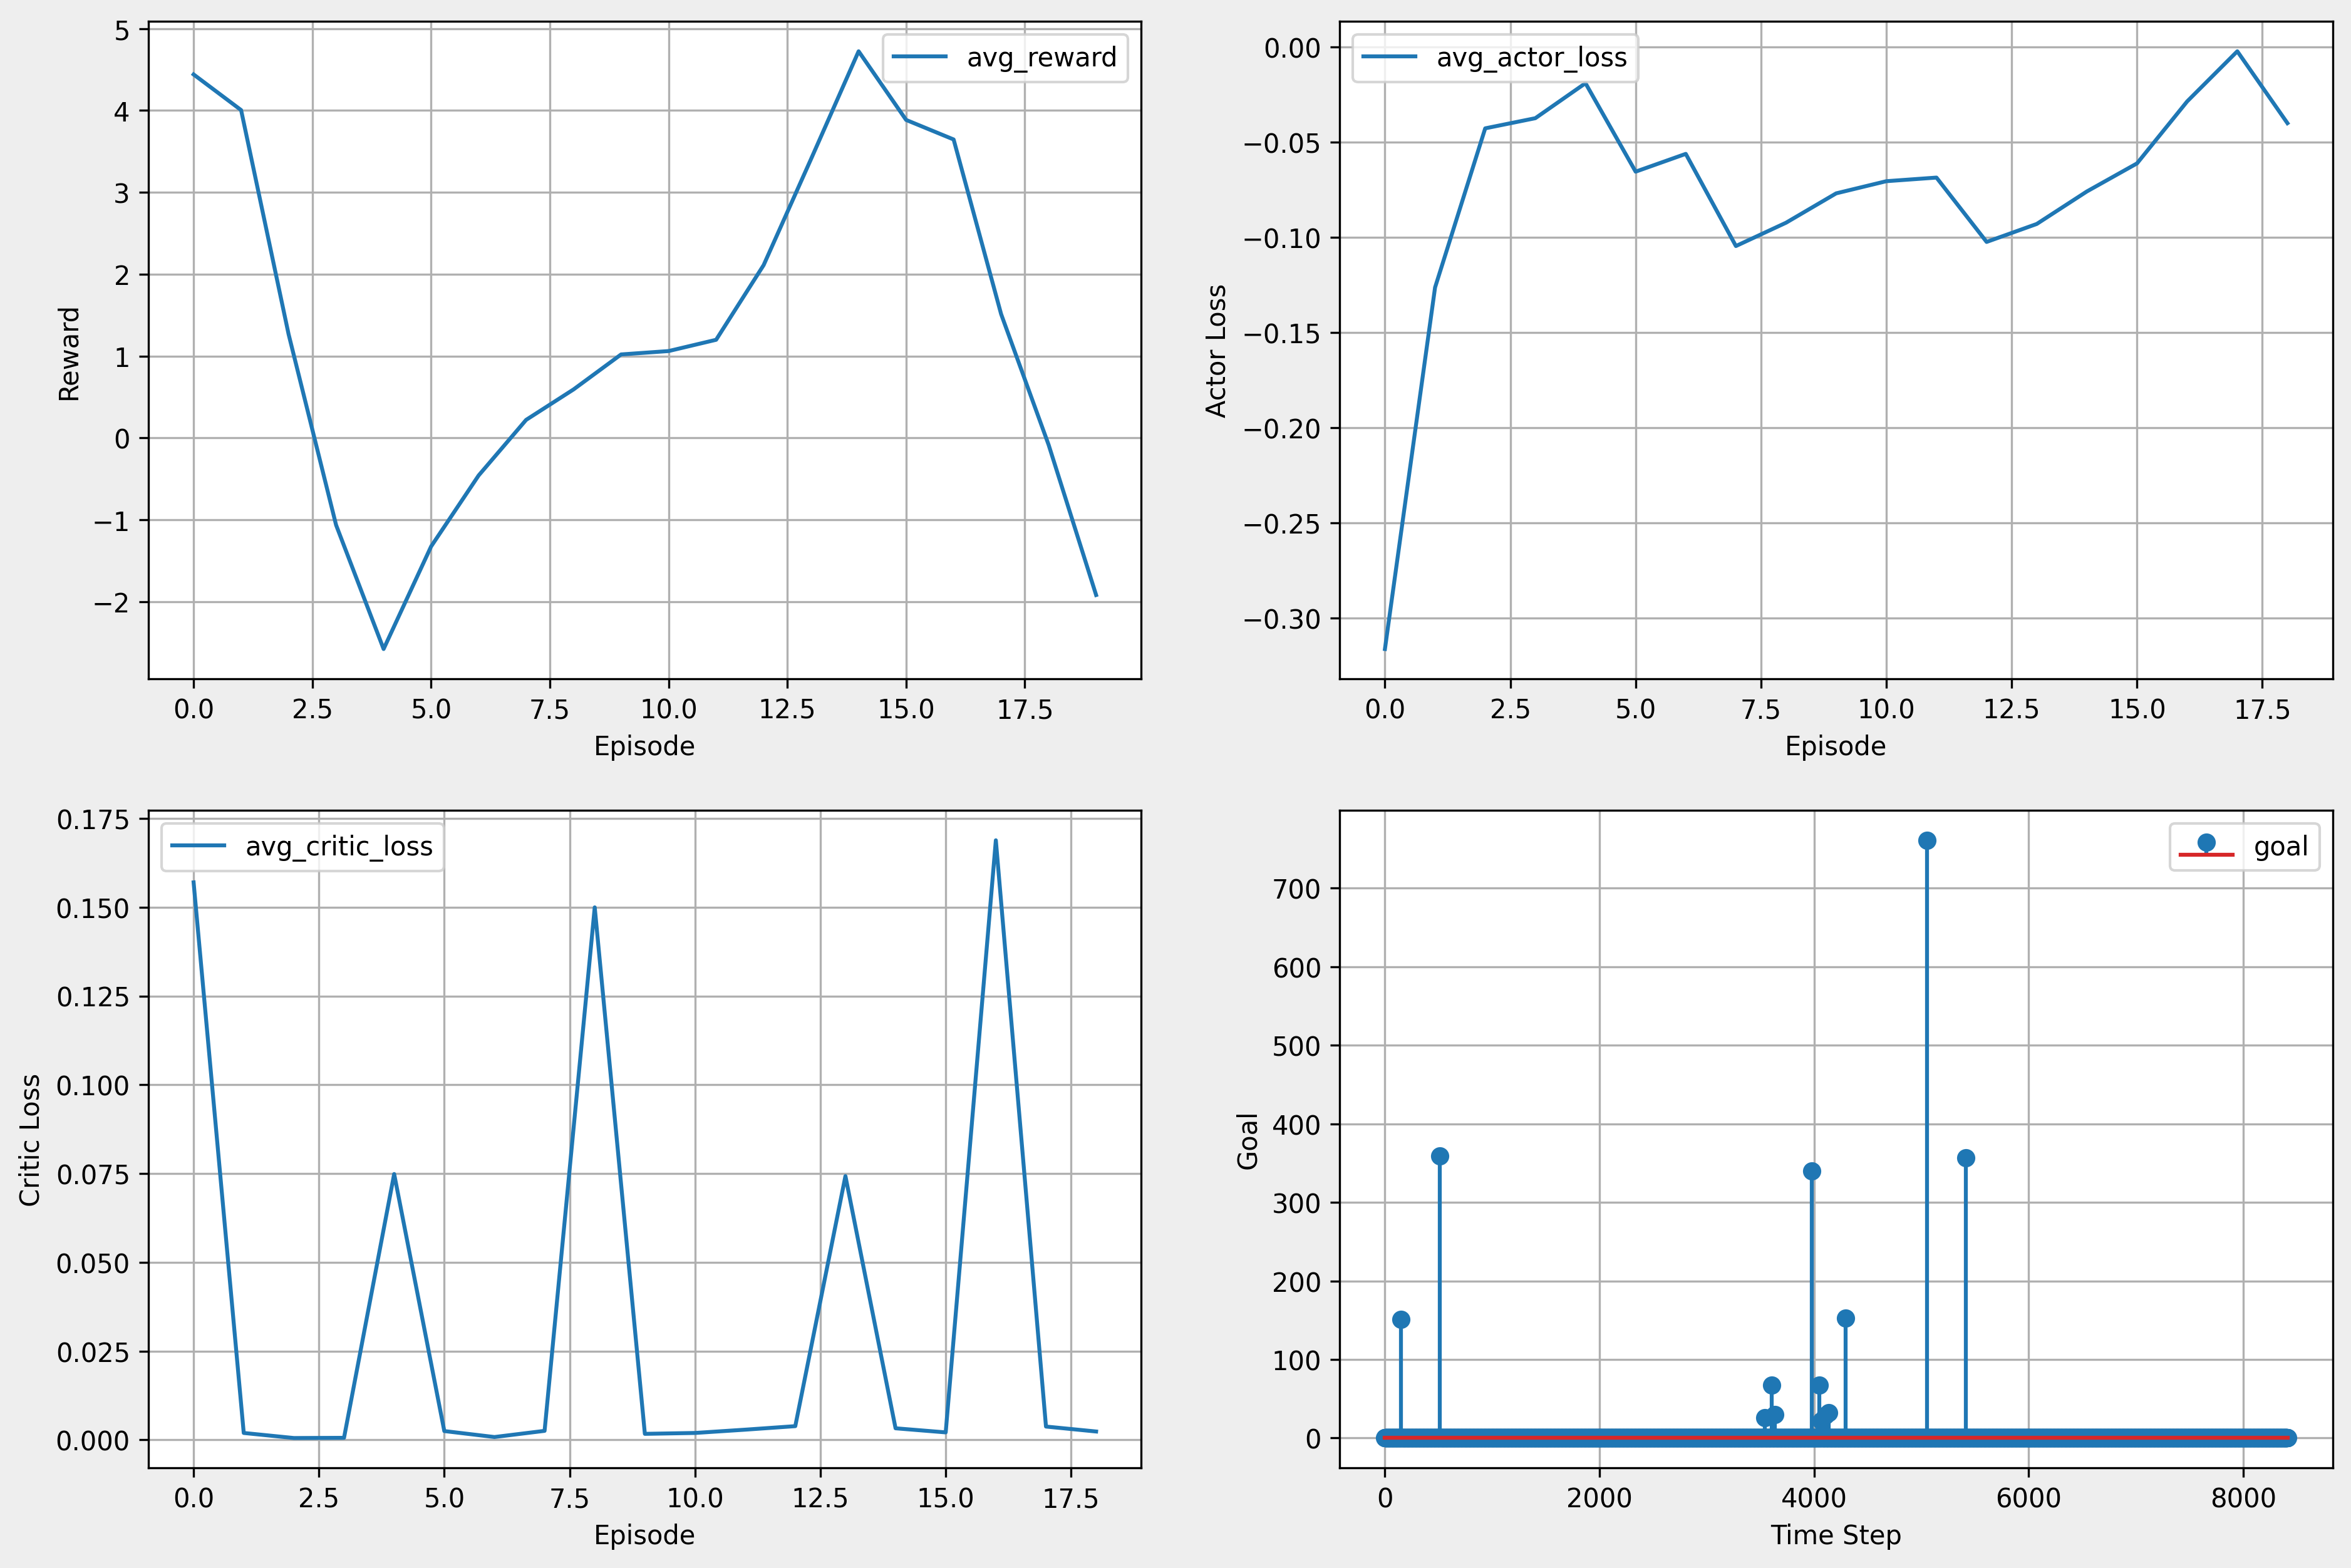 avg_reward
5
4
3
2
1
0
−1
−2
Reward
0.0 2.5 5.0 7.5 10.0 12.5 15.0 17.5
Episode
avg_actor_loss
0.00
−0.05
−0.10
−0.15
−0.20
−0.25
−0.30
Actor Loss
0.0 2.5 5.0 7.5 10.0 12.5 15.0 17.5
Episode
avg_critic_loss
0.175
0.150
0.125
0.100
0.075
0.050
0.025
0.000
Critic Loss
0.0 2.5 5.0 7.5 10.0 12.5 15.0 17.5
Episode
goal
700
600
500
400
300
200
100
0
Goal
0 2000 4000 6000 8000
Time Step